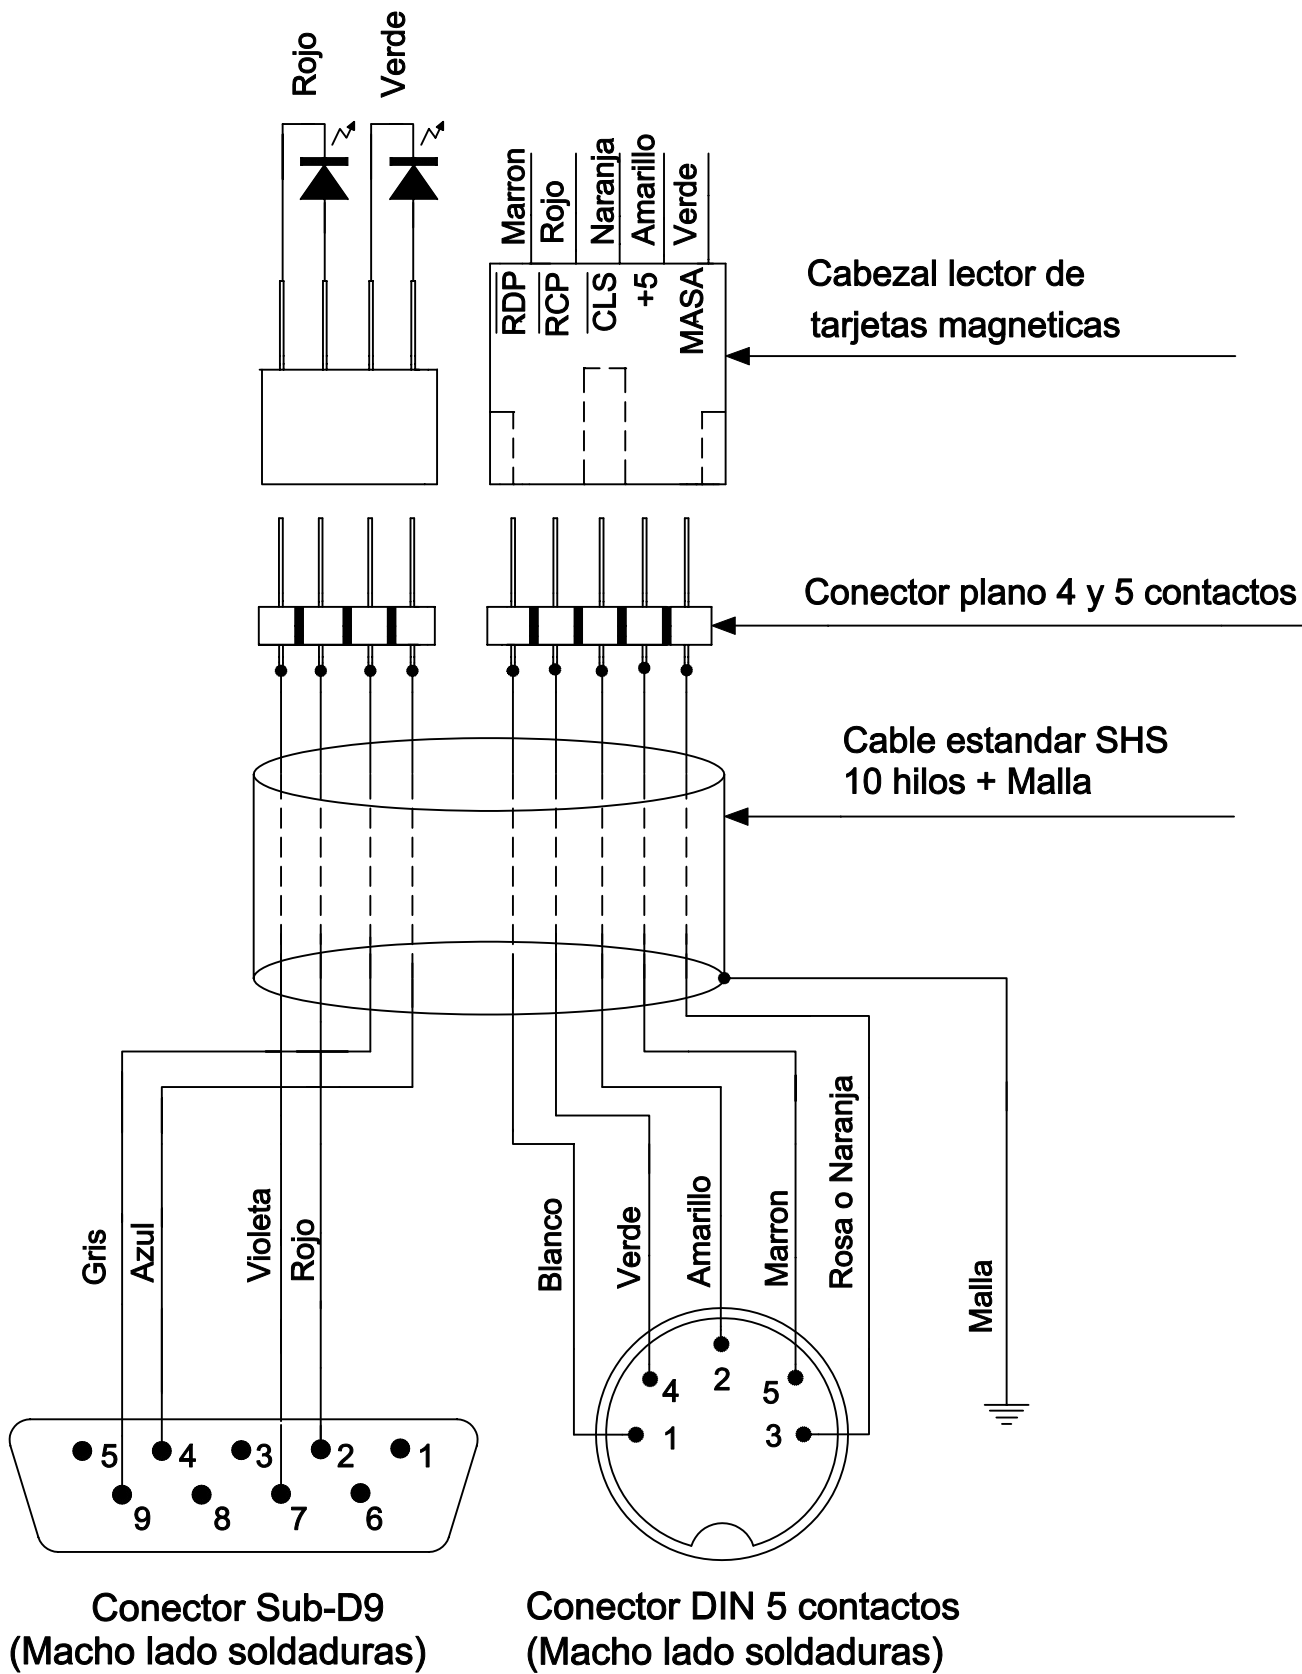 Rojo
Verde
Marron
Rojo
Naranja
Amarillo
Verde
RDP
RCP
CLS
+5
MASA
Cabezal lector de
tarjetas magneticas
Conector plano 4 y 5 contactos
Cable estandar SHS
10 hilos + Malla
Gris
Azul
Violeta
Rojo
Blanco
Verde
Amarillo
Marron
Rosa o Naranja
Malla
5 4 3 2 1
9 8 7 6
4 2 5
1 3
Conector Sub-D9
(Macho lado soldaduras)
Conector DIN 5 contactos
(Macho lado soldaduras)